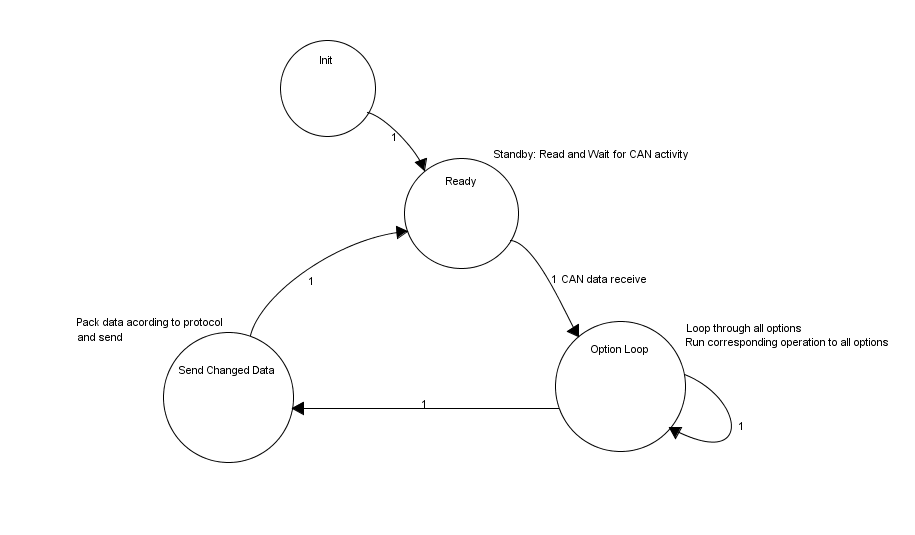 Init
1
Standby: Read and Wait for CAN activity
Ready
1 CAN data receive
1
Pack data acording to protocol
and send
Loop through all options
Run corresponding operation to all options
Option Loop
Send Changed Data
1
1